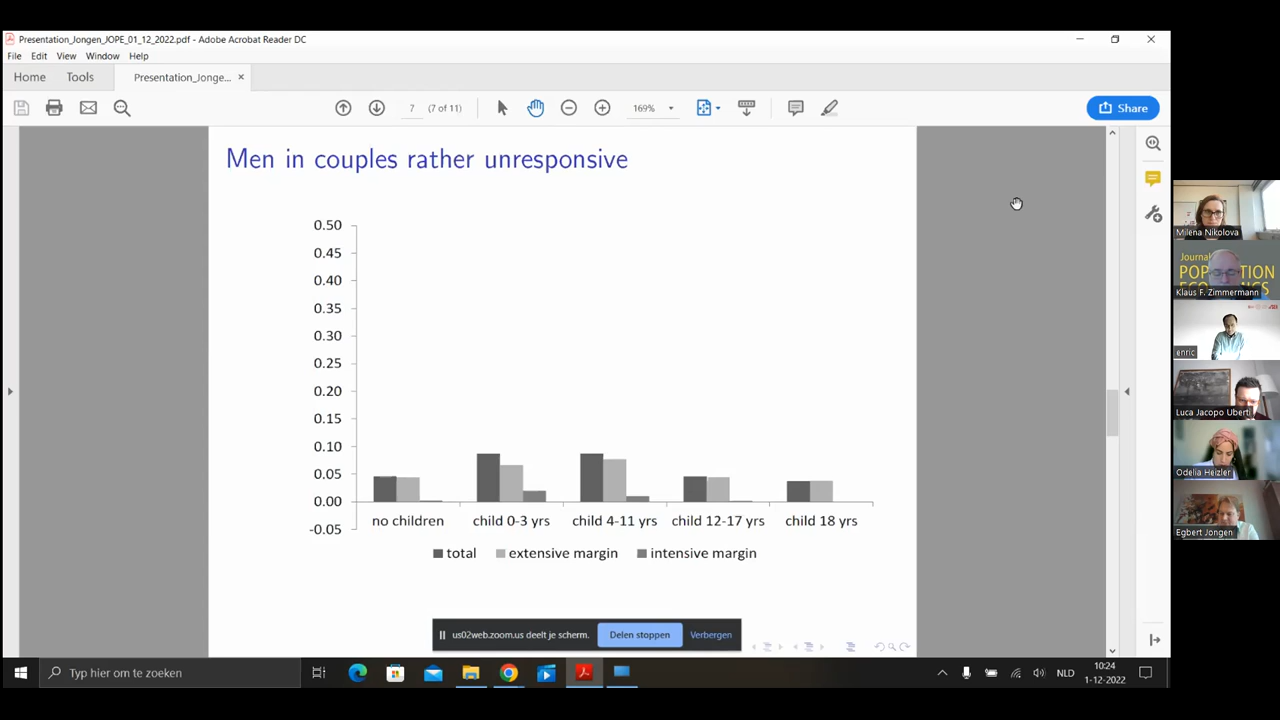 Presentation_Jongen_JOPE_01_12_2022.pdf - Adobe Acrobat Reader DC
File Edit View Window Help
Home Tools Presentation_Jonge... ×
7 (7 of 11) 169% Share
Men in couples rather unresponsive
0.50
0.45
0.40
0.35
0.30
0.25
0.20
0.15
0.10
0.05
0.00
-0.05
no children child 0-3 yrs child 4-11 yrs child 12-17 yrs child 18 yrs
total extensive margin intensive margin
us02web.zoom.us deelt je scherm. Delen stoppen Verbergen
Milena Nikolova
Journal
POP TION
ECONOMICS
Klaus F. Zimmermann
enric
Luca Jacopo Uberti
Odelia Heizler
Egbert Jongen
Typ hier om te zoeken
NLD
10:24
1-12-2022